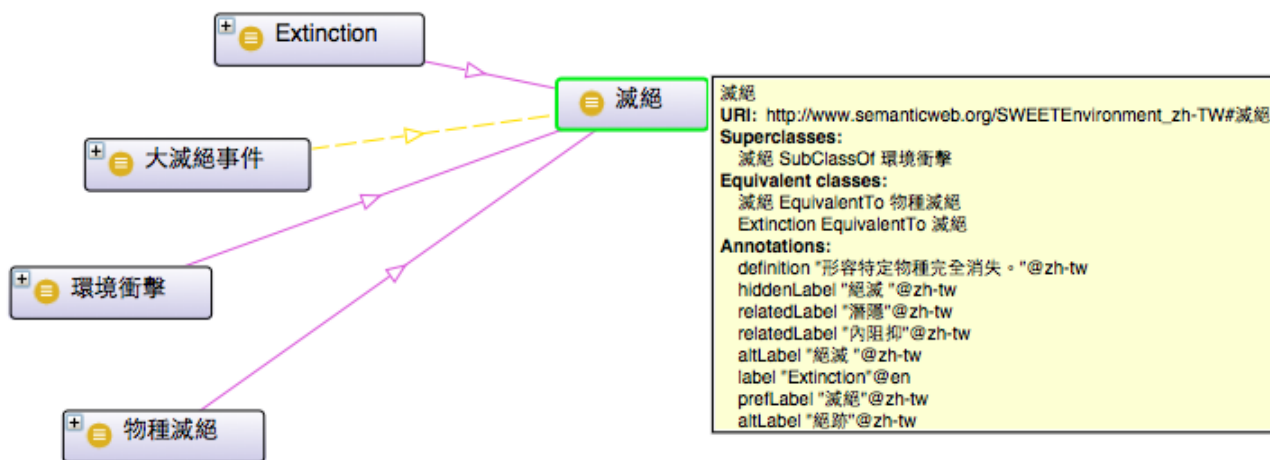 Extinction
滅絕
大滅絕事件
環境衝擊
物種滅絕
滅絕
URI: http://www.semanticweb.org/SWEETEnvironment_zh-TW#滅絕
Superclasses:
滅絕 SubClassOf 環境衝擊
Equivalent classes:
滅絕 EquivalentTo 物種滅絕
Extinction EquivalentTo 滅絕
Annotations:
definition "形容特定物種完全消失。"@zh-tw
hiddenLabel "絕滅 "@zh-tw
relatedLabel "潛隱"@zh-tw
relatedLabel "內阻抑"@zh-tw
altLabel "絕滅 "@zh-tw
label "Extinction"@en
prefLabel "滅絕"@zh-tw
altLabel "絕跡"@zh-tw